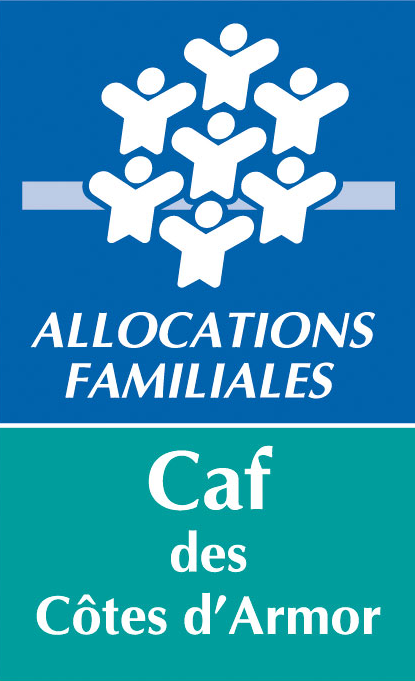 ALLOCATIONS
FAMILIALES
Caf
des
Côtes d’Armor